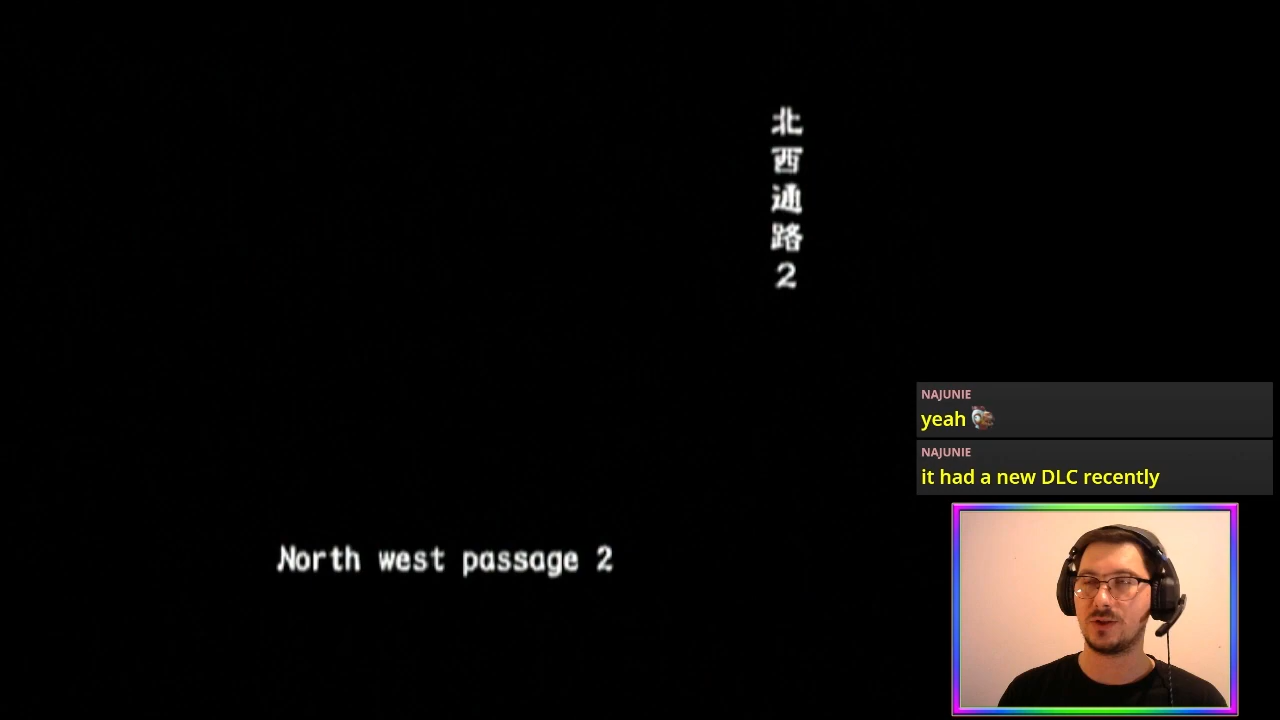 北西通路2
North west passage 2
NAJUNIE
yeah
NAJUNIE
it had a new DLC recently